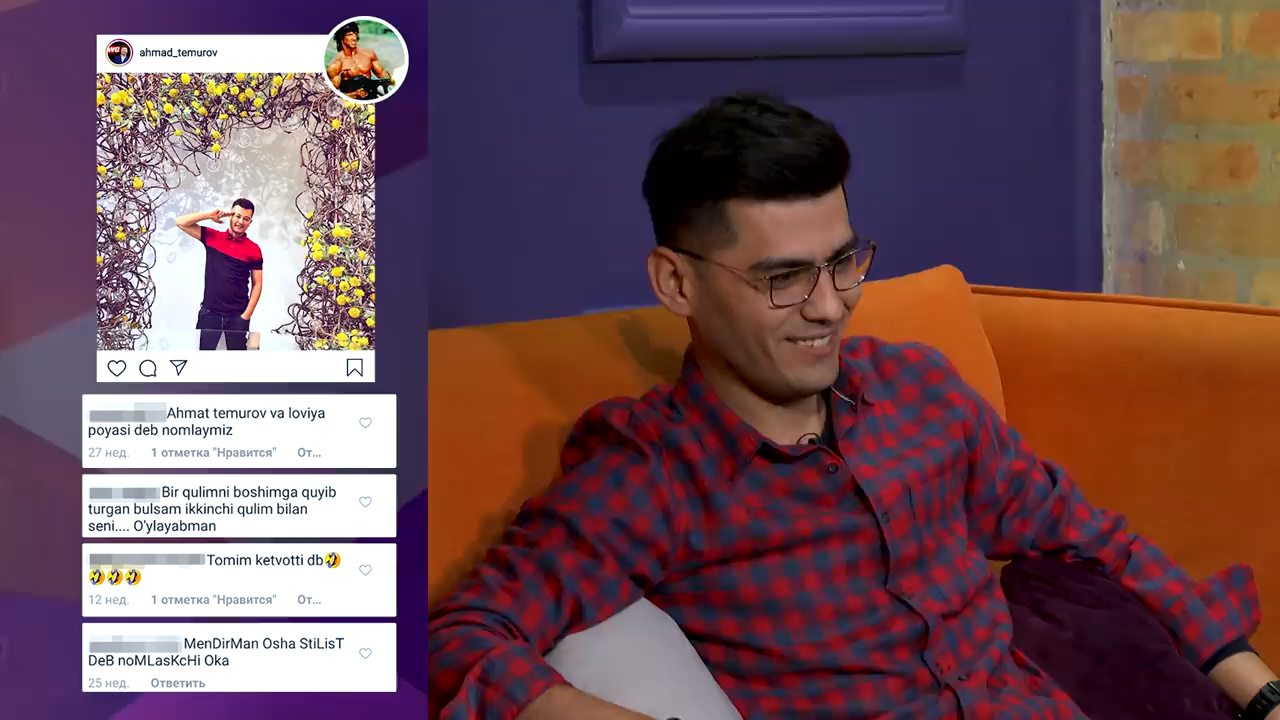 ahmad_temurov
Ahmat temurov va loviya
poyasi deb nomlaymiz
27 нед. 1 отметка "Нравится" От...
Bir qulimni boshimga quyib
turgan bulsam ikkinchi qulim bilan
seni.... O'ylayabman
Tomim ketvotti db🤣
🤣🤣🤣
12 нед. 1 отметка "Нравится" От...
MenDirMan Osha StiLisT
DeB noMLasKcHi Oka
25 нед. Ответить